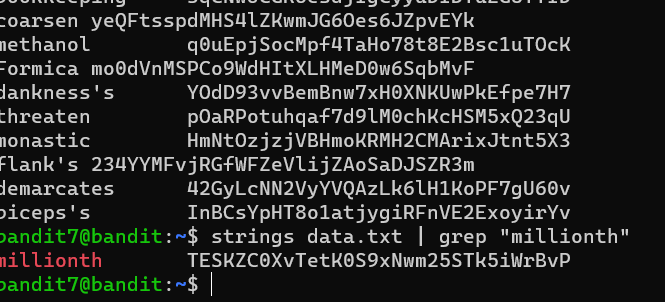 coarsen yeQFtsspdMHS4lZKwmJG6Oes6JZpvEYk
methanol q0uEpjSocMpf4TaHo78t8E2Bsc1uTOcK
Formica mo0dVnMSPCo9WdHItXLHMeD0w6SqbMvF
dankness's YOdD93vvBemBnw7xH0XNKUwPkEfpe7H7
threaten pOaRPotuhqaf7d9lM0chKcHSM5xQ23qU
monastic HmNtOzjzjVBHmoKRMH2CMArixJtnt5X3
flank's 234YYMFvjRGfWFZeVlijZAoSaDJSZR3m
demarcates 42GyLcNN2VyYVQAzLk6lH1KoPF7gU60v
biceps's InBCsYpHT8o1atjygiRFnVE2ExoyirYv
bandit7@bandit:~$ strings data.txt | grep "millionth"
millionth TESKZC0XvTetK0S9xNwm25STk5iWrBvP
bandit7@bandit:~$